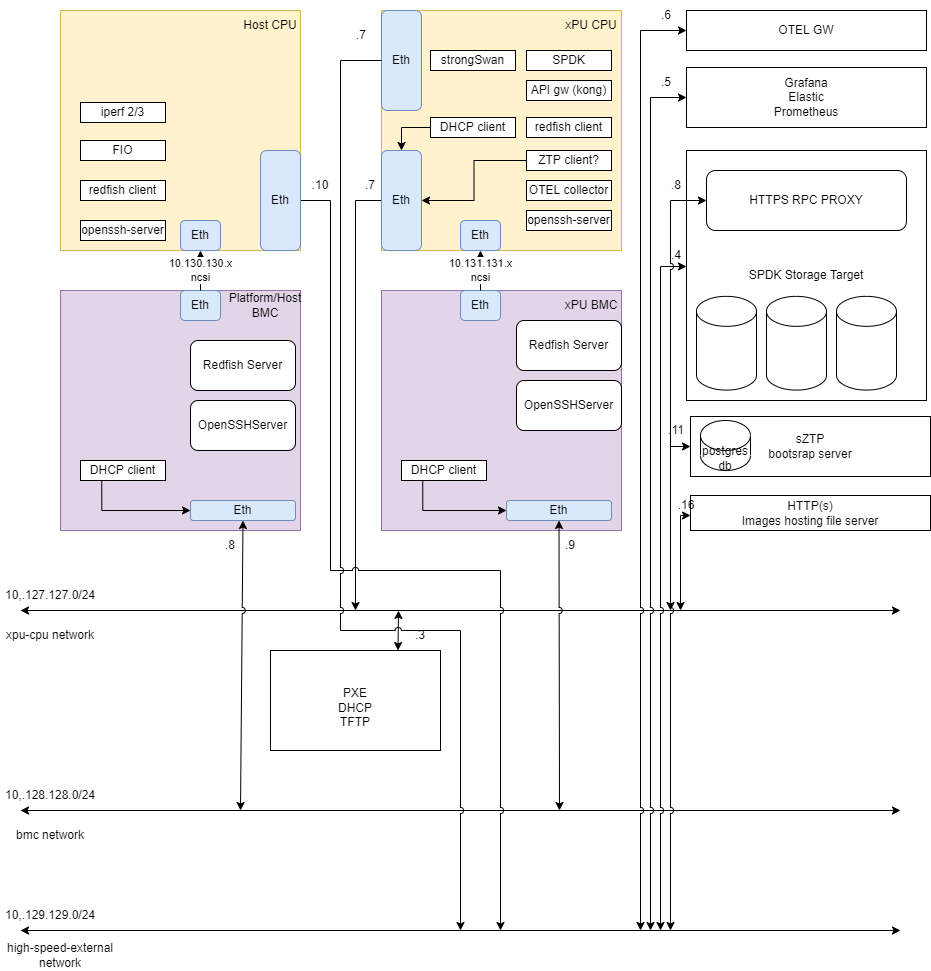 Host CPU
iperf 2/3
FIO
redfish client
openssh-server
Eth
Eth
.10
10.130.130.x
ncsi
.7
xPU CPU
Eth
strongSwan
SPDK
API gw (kong)
DHCP client
redfish client
ZTP client?
.7
Eth
OTEL collector
openssh-server
Eth
10.131.131.x
ncsi
Eth
Platform/Host
BMC
Redfish Server
OpenSSHServer
DHCP client
Eth
.8
Eth
xPU BMC
Redfish Server
OpenSSHServer
DHCP client
Eth
.9
.6
OTEL GW
.5
Grafana
Elastic
Prometheus
.8
HTTPS RPC PROXY
.4
SPDK Storage Target
.11
postgres
db
sZTP
bootsrap server
.16
HTTP(s)
Images hosting file server
10,.127.127.0/24
xpu-cpu network
.3
PXE
DHCP
TFTP
10,.128.128.0/24
bmc network
10,.129.129.0/24
high-speed-external
network